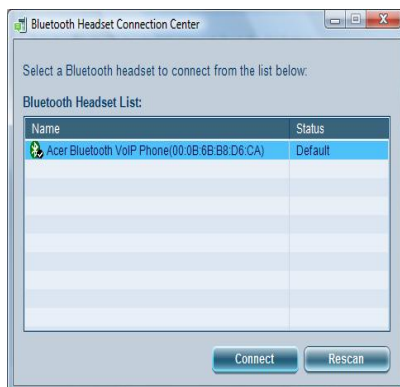 Bluetooth Headset Connection Center
Select a Bluetooth headset to connect from the list below:
Bluetooth Headset List:
Name Status
Acer Bluetooth VoIP Phone(00:0B:6B:B8:D6:CA) Default
Connect Rescan